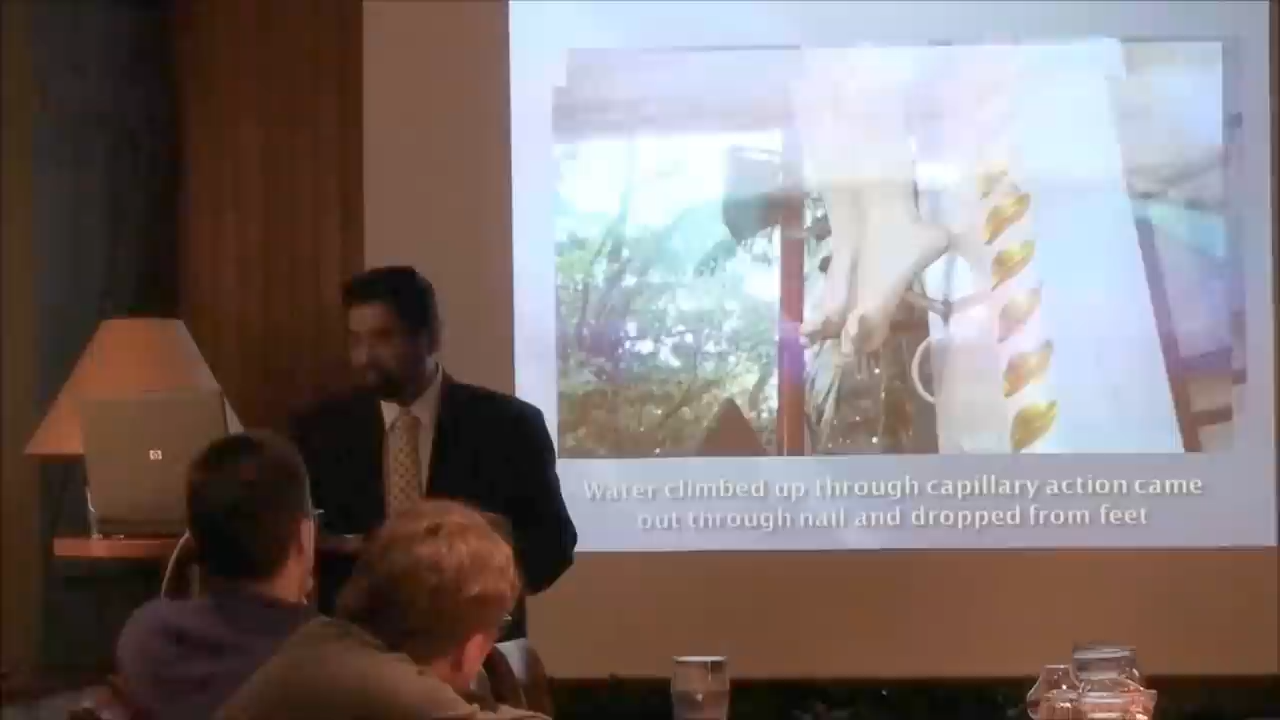 Water climbed up through capillary action came
out through nail and dropped from feet